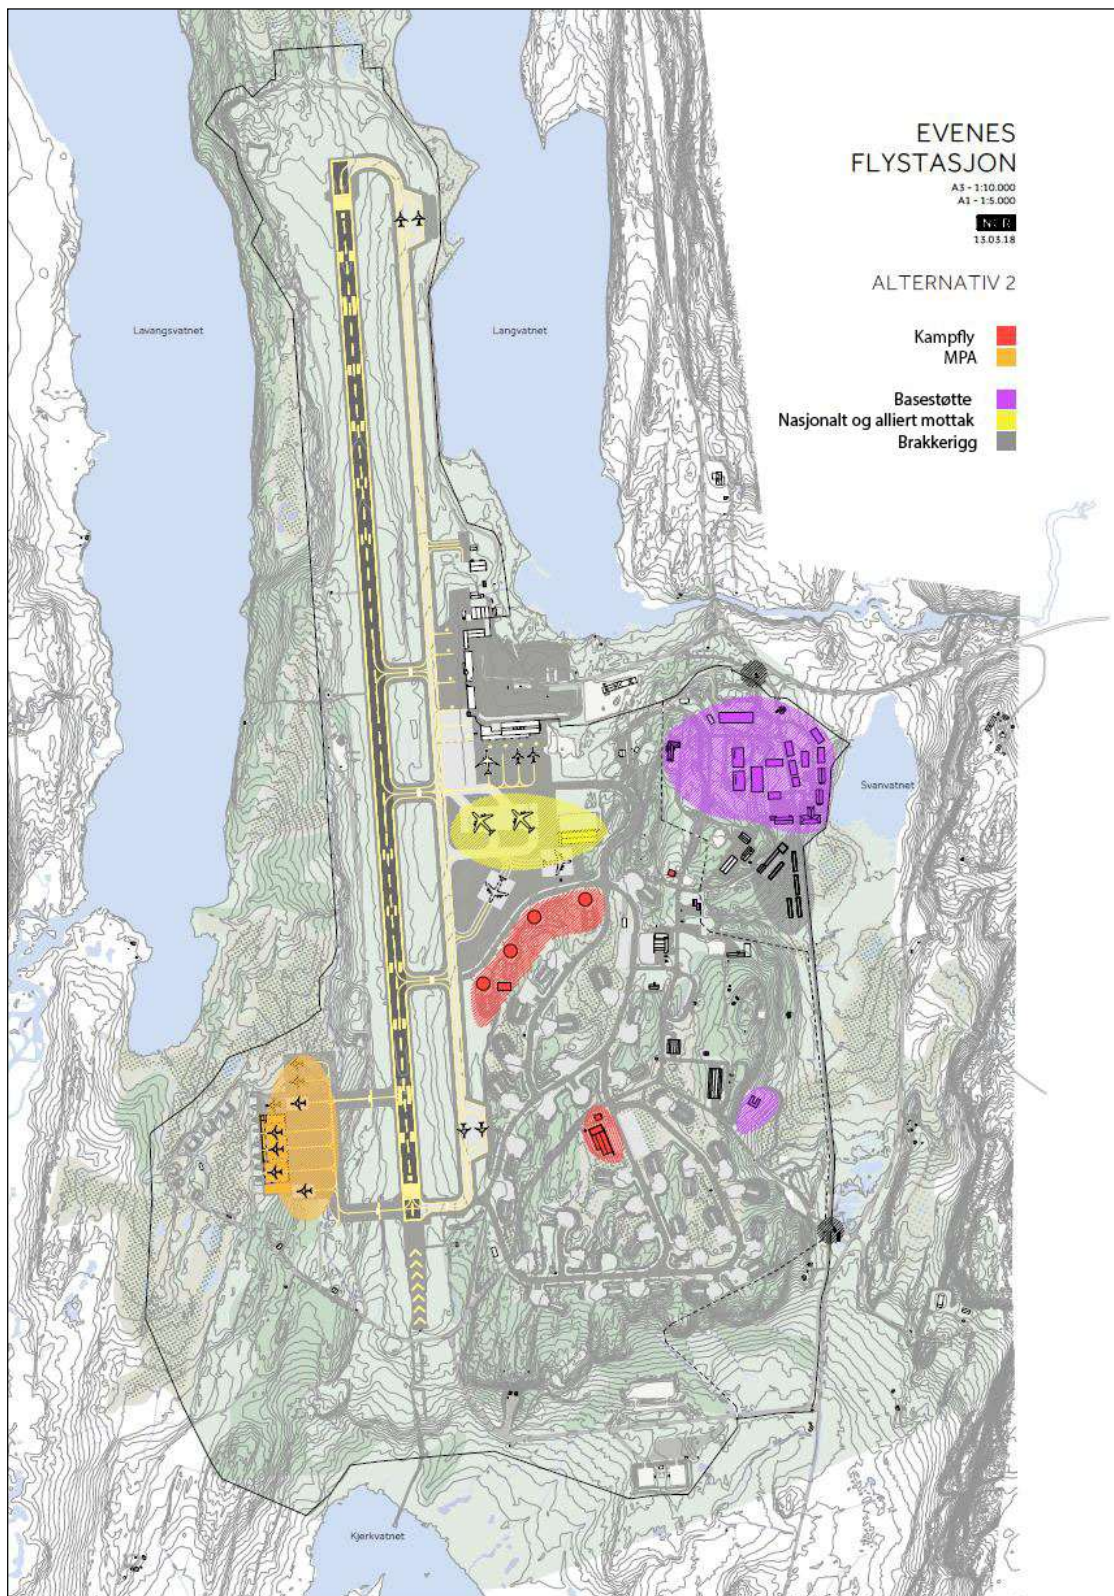 EVENES
FLYSTASJON
A3 - 1:10.000
A1 - 1:5.000
13.03.18
ALTERNATIV 2
Kampfly
MPA
Basestøtte
Nasjonalt og alliert mottak
Brakkerigg
Lavangsvatnet
Langvatnet
Svanvatnet
Kjerkvatnet